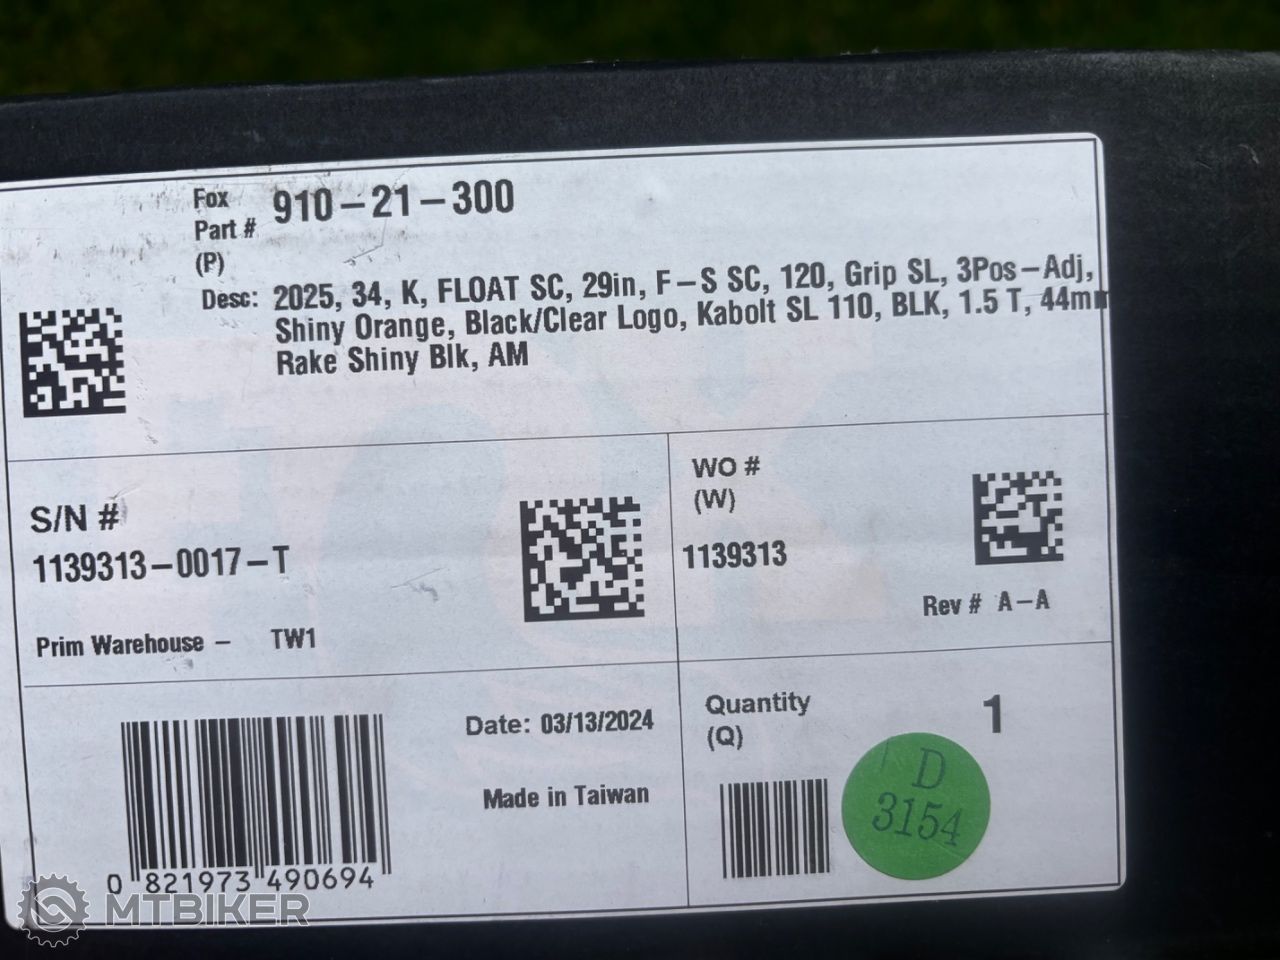 Fox
Part #
(P)
910-21-300
Desc: 2025, 34, K, FLOAT SC, 29in, F-S SC, 120, Grip SL, 3Pos-Adj,
Shiny Orange, Black/Clear Logo, Kabolt SL 110, BLK, 1.5 T, 44mm
Rake Shiny Blk, AM
S/N #
1139313-0017-T
Prim Warehouse - TW1
WO #
(W)
1139313
Rev # A-A
Date: 03/13/2024
Made in Taiwan
0 821973 490694
Quantity
(Q)
1
D
3154
MTBIKER